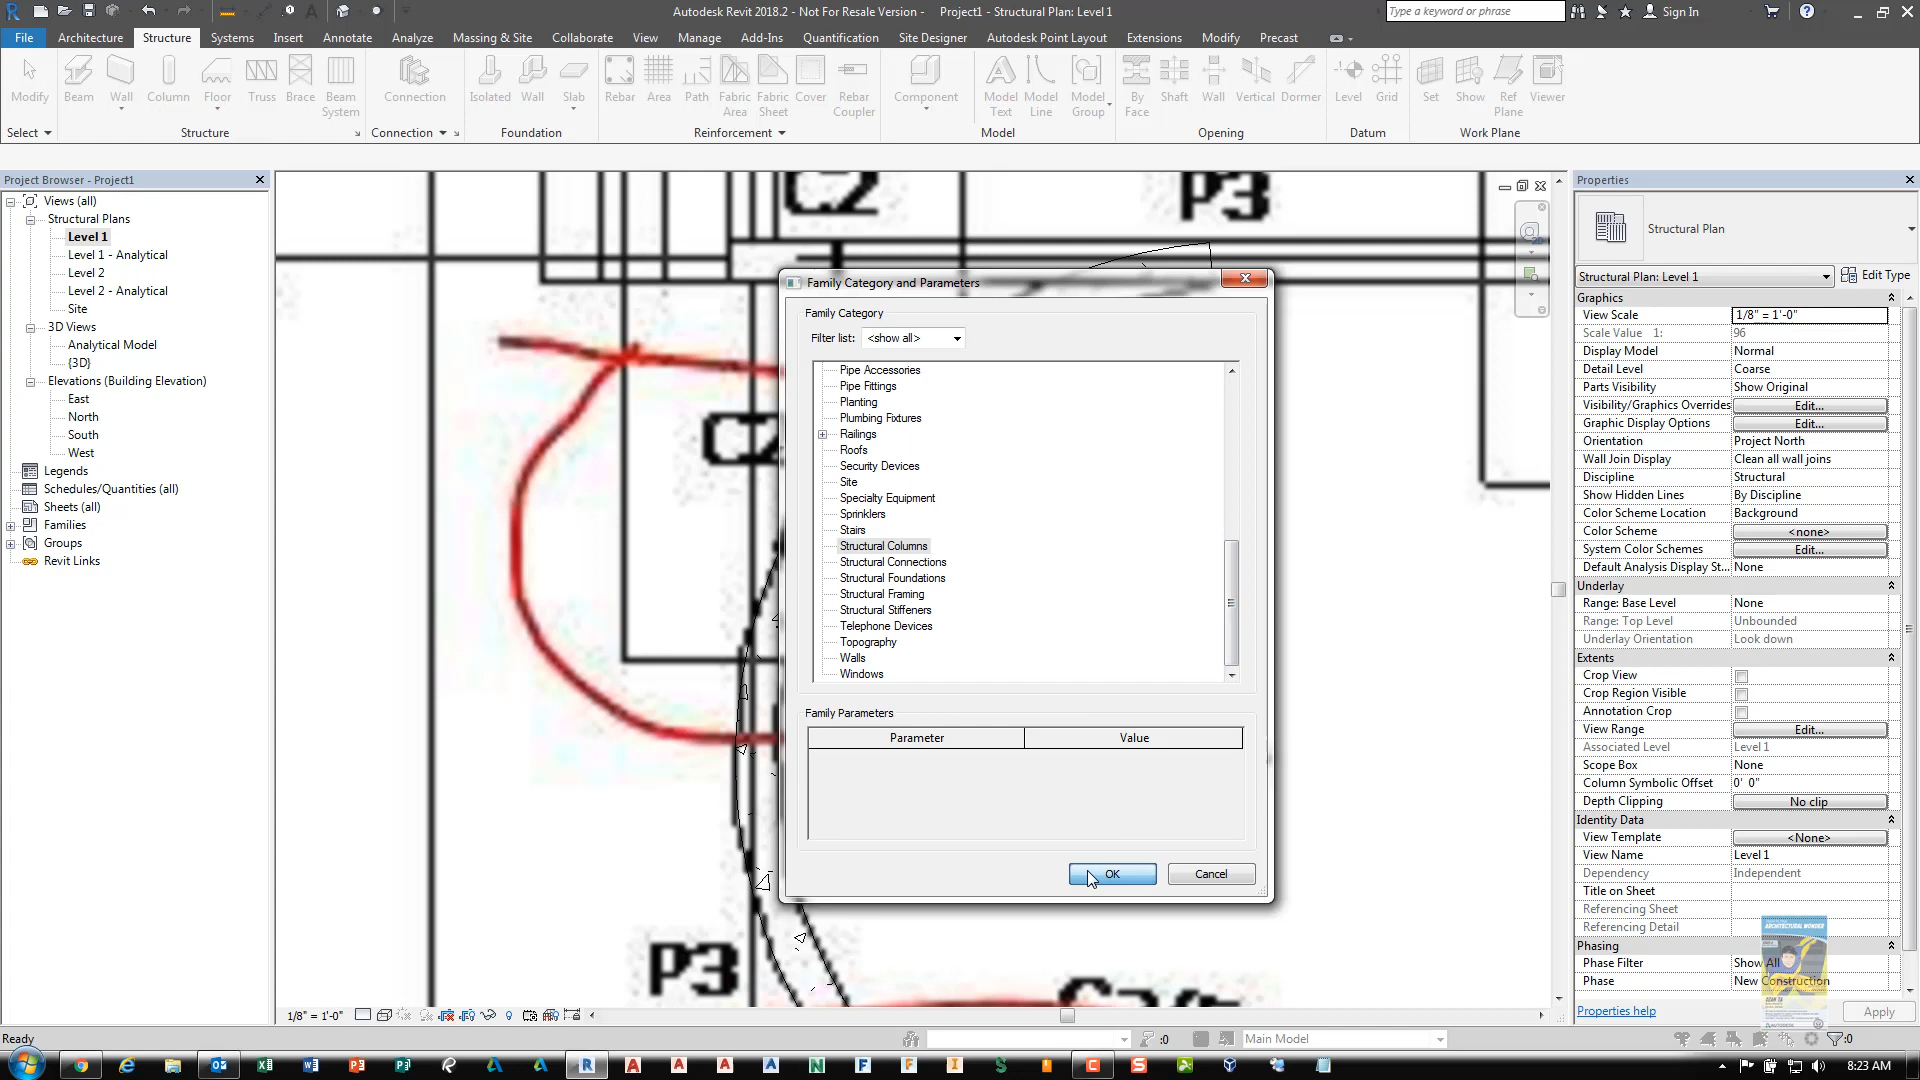 Autodesk Revit 2018.2 - Not For Resale Version - Project1 - Structural Plan: Level 1
Type a keyword or phrase
Sign In
File Architecture Structure Systems Insert Annotate Analyze Massing & Site Collaborate View Manage Add-Ins Quantification Site Designer Autodesk Point Layout Extensions Modify Precast
Modify Beam Wall Column Floor Truss Brace Beam System Connection Isolated Wall Slab Rebar Area Path Fabric Area Fabric Sheet Cover Rebar Coupler Component Model Text Model Line Model Group By Face Shaft Wall Vertical Dormer Level Grid Set Show Ref Plane Viewer
Select Structure Connection Foundation Reinforcement Model Opening Datum Work Plane
Project Browser - Project1
Views (all)
Structural Plans
Level 1
Level 1 - Analytical
Level 2
Level 2 - Analytical
Site
3D Views
Analytical Model
{3D}
Elevations (Building Elevation)
East
North
South
West
Legends
Schedules/Quantities (all)
Sheets (all)
Families
Groups
Revit Links
C2
P3
C2
P3
Family Category and Parameters
Family Category
Filter list: <show all>
Pipe Accessories
Pipe Fittings
Planting
Plumbing Fixtures
Railings
Roofs
Security Devices
Site
Specialty Equipment
Sprinklers
Stairs
Structural Columns
Structural Connections
Structural Foundations
Structural Framing
Structural Stiffeners
Telephone Devices
Topography
Walls
Windows
Family Parameters
Parameter Value
OK Cancel
Properties
Structural Plan
Structural Plan: Level 1 Edit Type
Graphics
View Scale 1/8" = 1'-0"
Scale Value 1: 96
Display Model Normal
Detail Level Coarse
Parts Visibility Show Original
Visibility/Graphics Overrides Edit...
Graphic Display Options Edit...
Orientation Project North
Wall Join Display Clean all wall joins
Discipline Structural
Show Hidden Lines By Discipline
Color Scheme Location Background
Color Scheme <none>
System Color Schemes Edit...
Default Analysis Display St... None
Underlay
Range: Base Level None
Range: Top Level Unbounded
Underlay Orientation Look down
Extents
Crop View
Crop Region Visible
Annotation Crop
View Range Edit...
Associated Level Level 1
Scope Box None
Column Symbolic Offset 0' 0"
Depth Clipping No clip
Identity Data
View Template <None>
View Name Level 1
Dependency Independent
Title on Sheet
Referencing Sheet
Referencing Detail
Phasing
Phase Filter Show All
Phase New Construction
Properties help Apply
ARCHITECTURAL WONDER
AUTODESK
1/8" = 1'-0"
Ready
:0
Main Model
:0
8:23 AM